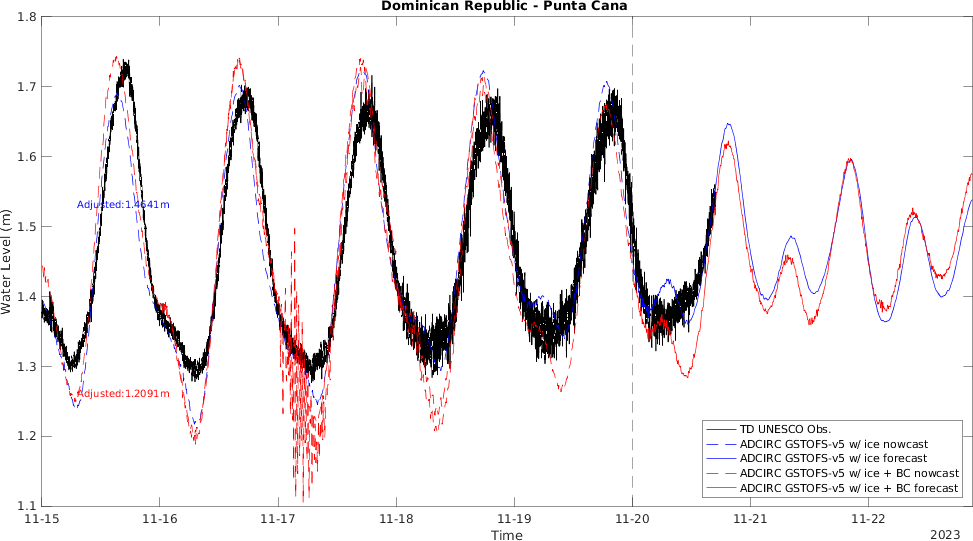 Dominican Republic - Punta Cana
Water Level (m)
1.8
1.7
1.6
1.5
1.4
1.3
1.2
1.1
Adjusted:1.4641m
Adjusted:1.2091m
TD UNESCO Obs.
ADCIRC GSTOFS-v5 w/ ice nowcast
ADCIRC GSTOFS-v5 w/ ice forecast
ADCIRC GSTOFS-v5 w/ ice + BC nowcast
ADCIRC GSTOFS-v5 w/ ice + BC forecast
11-15 11-16 11-17 11-18 11-19 11-20 11-21 11-22
Time
2023